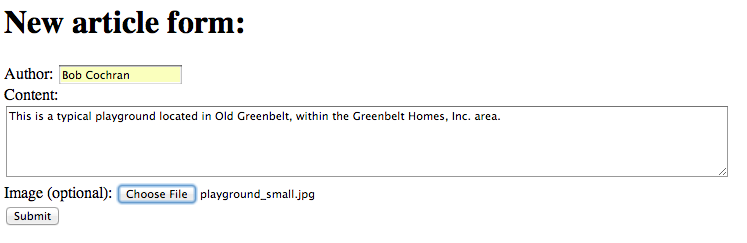 New article form:
Author: Bob Cochran
Content:
This is a typical playground located in Old Greenbelt, within the Greenbelt Homes, Inc. area.
Image (optional): Choose File playground_small.jpg
Submit